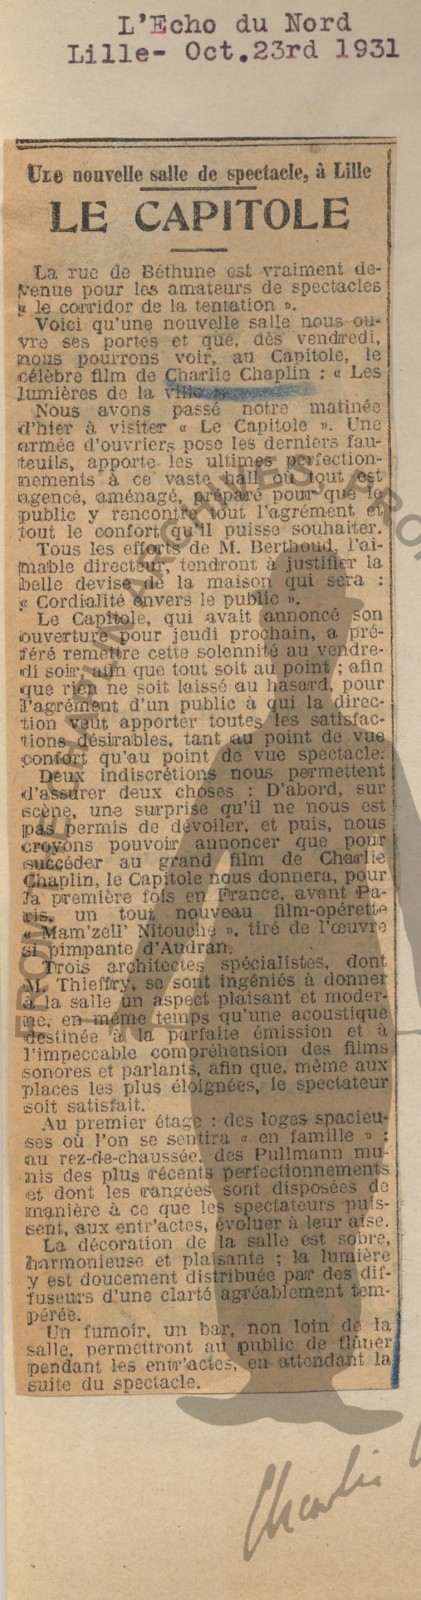 L'Echo du Nord
Lille- Oct.23rd 1931
Une nouvelle salle de spectacle, à Lille
LE CAPITOLE
La rue de Béthune est vraiment de-
venue pour les amateurs de spectacles
« le corridor de la tentation ».
Voici qu'une nouvelle salle nous ou-
vre ses portes et que, dès vendredi,
nous pourrons voir, au Capitole, le
célèbre film de Charlie Chaplin : « Les
lumières de la ville ».
Nous avons passé notre matinée
d'hier à visiter « Le Capitole ». Une
armée d'ouvriers pose les derniers fau-
teuils, apporte les ultimes perfection-
nements à ce vaste hall où tout est
agencé, aménagé, préparé pour que le
public y rencontre tout l'agrément et
tout le confort qu'il puisse souhaiter.
Tous les efforts de M. Berthoud, l'ai-
mable directeur, tendront à justifier la
belle devise de la maison qui sera :
« Cordialité envers le public ».
Le Capitole, qui avait annoncé son
ouverture pour jeudi prochain, a pré-
féré remettre cette solennité au vendre-
di soir, afin que tout soit au point ; afin
que rien ne soit laissé au hasard, pour
l'agrément d'un public à qui la direc-
tion veut apporter toutes les satisfac-
tions désirables, tant au point de vue
confort qu'au point de vue spectacle.
Deux indiscrétions nous permettent
d'assurer deux choses : D'abord, sur
scène, une surprise qu'il ne nous est
pas permis de dévoiler, et puis, nous
croyons pouvoir annoncer que pour
succéder au grand film de Charlie
Chaplin, le Capitole nous donnera, pour
la première fois en France, avant Pa-
ris, un tout nouveau film-opérette
« Mam'zell' Nitouche », tiré de l'œuvre
si pimpante d'Audran.
Trois architectes spécialistes, dont
M. Thieffry, se sont ingéniés à donner
à la salle un aspect plaisant et moder-
ne, en même temps qu'une acoustique
destinée à la parfaite émission et à
l'impeccable compréhension des films
sonores et parlants, afin que, même aux
places les plus éloignées, le spectateur
soit satisfait.
Au premier étage : des loges spacieu-
ses où l'on se sentira « en famille » ;
au rez-de-chaussée, des Pullmann mu-
nis des plus récents perfectionnements
et dont les rangées sont disposées de
manière à ce que les spectateurs puis-
sent, aux entr'actes, évoluer à leur aise.
La décoration de la salle est sobre,
harmonieuse et plaisante ; la lumière
y est doucement distribuée par des dif-
fuseurs d'une clarté agréablement tem-
pérée.
Un fumoir, un bar, non loin de la
salle, permettront au public de flâner
pendant les entr'actes, en attendant la
suite du spectacle.
Charlie